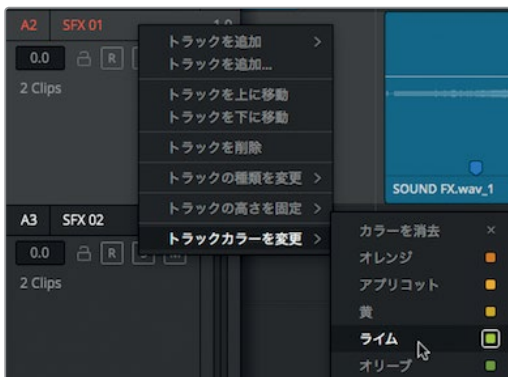 A2 SFX 01 1.0
0.0 R
2 Clips
トラックを追加
トラックを追加...
トラックを上に移動
トラックを下に移動
トラックを削除
トラックの種類を変更
トラックの高さを固定
トラックカラーを変更
SOUND FX.wav_1
A3 SFX 02
0.0 R S M
2 Clips
カラーを消去
オレンジ
アプリコット
黄
ライム
オリーブ